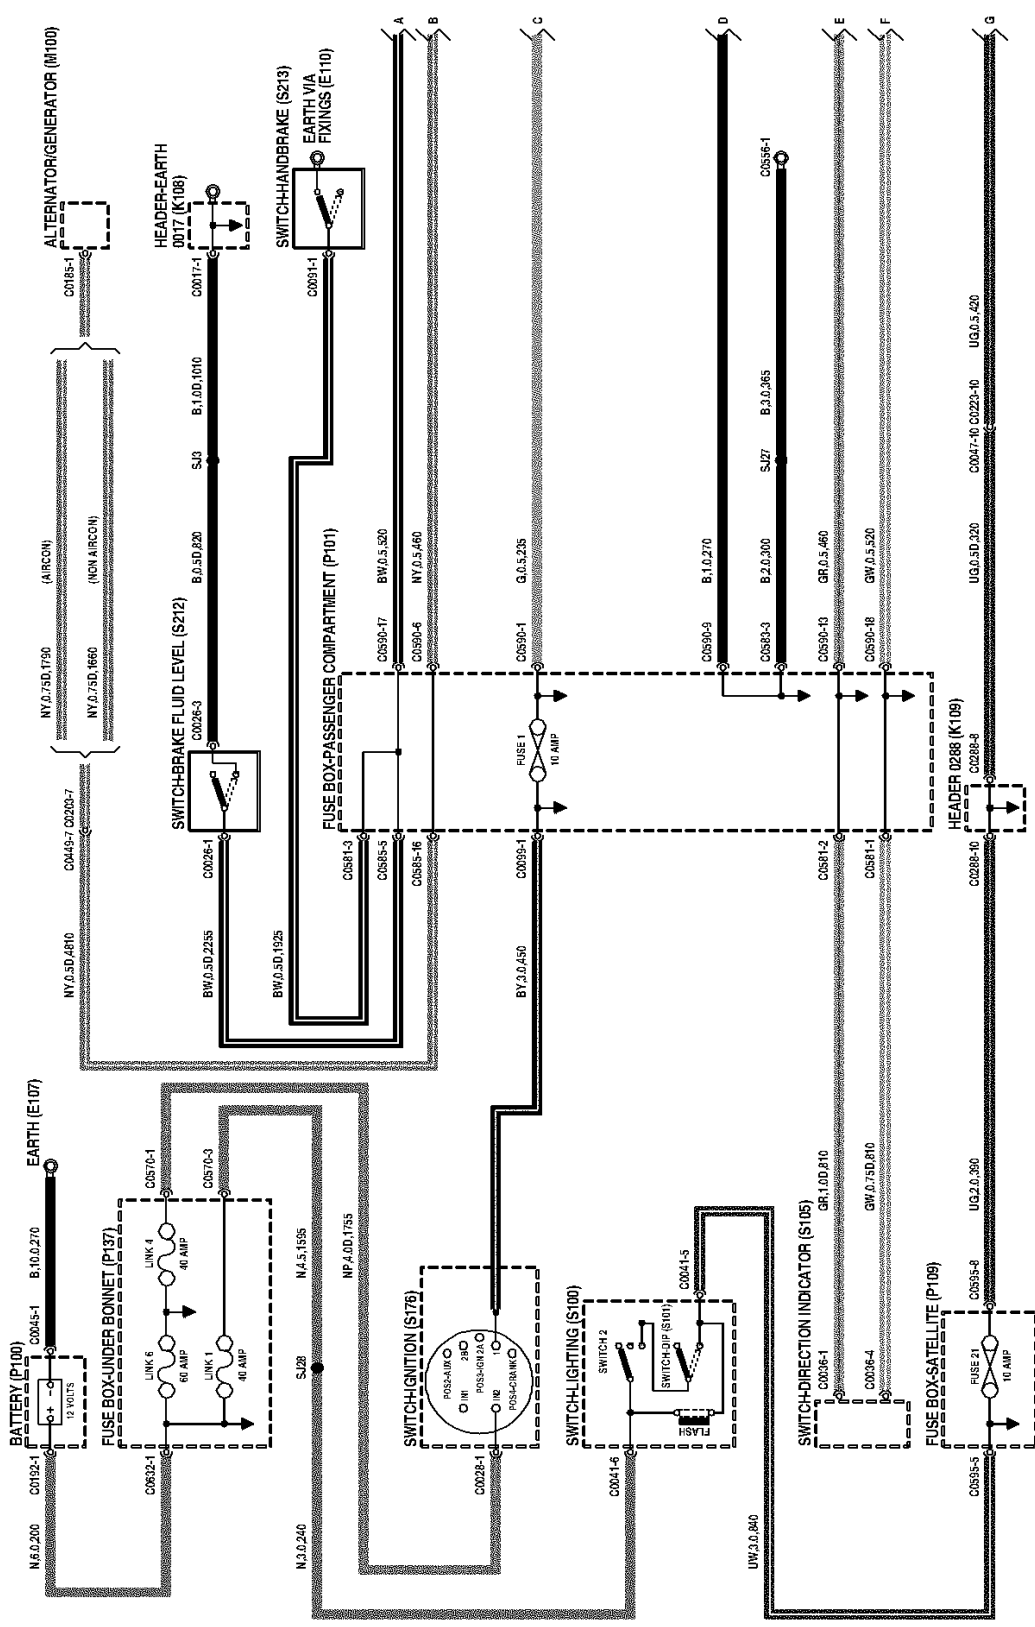 ALTERNATOR/GENERATOR (M100)
C0185-1
(AIRCON)
NY,0.75D,1790
(NON AIRCON)
NY,0.75D,1660
C0449-7 C0203-7
NY,0.5D,4810
HEADER-EARTH
0017 (K108)
C0017-1
B,1.0D,1010
SJ3
B,0.5D,820
C0026-3
SWITCH-BRAKE FLUID LEVEL (S212)
C0026-1
BW,0.5D,2255
SWITCH-HANDBRAKE (S213)
EARTH VIA
FIXINGS (E110)
C0091-1
BW,0.5D,1925
A
B
C
D
E
F
G
BW,0.5,520
NY,0.5,460
G,0.5,235
B,1.0,270
C0556-1
B,3.0,365
SJ27
B,2.0,300
GR,0.5,460
GW,0.5,520
UG,0.5,420
C0047-10 C0223-10
UG,0.5D,320
C0590-17
C0590-6
C0590-1
C0590-9
C0583-3
C0590-13
C0590-18
C0288-8
FUSE BOX-PASSENGER COMPARTMENT (P101)
FUSE 1
10 AMP
HEADER 0288 (K109)
C0581-3
C0585-5
C0585-16
C0099-1
C0581-2
C0581-1
C0288-10
BY,3.0,450
GR,1.0D,810
GW,0.75D,810
UG,2.0,390
EARTH (E107)
B,10.0,270
C0045-1
BATTERY (P100)
+ -
12 VOLTS
C0192-1
N,6.0,200
C0570-1
C0570-3
FUSE BOX-UNDER BONNET (P137)
LINK 4
40 AMP
LINK 6
60 AMP
LINK 1
40 AMP
C0632-1
N,4.5,1595
NP,4.0D,1755
SJ28
N,3.0,240
SWITCH-IGNITION (S176)
POS2-AUX
2B
POS3-IGN 2A
1
IN1
IN2
POS4-CRANK
C0028-1
SWITCH-LIGHTING (S100)
C0041-5
SWITCH 2
SWITCH-DIP (S101)
FLASH
C0041-6
UW,3.0,840
SWITCH-DIRECTION INDICATOR (S105)
C0036-1
C0036-4
FUSE BOX-SATELLITE (P109)
C0595-8
FUSE 21
10 AMP
C0595-5